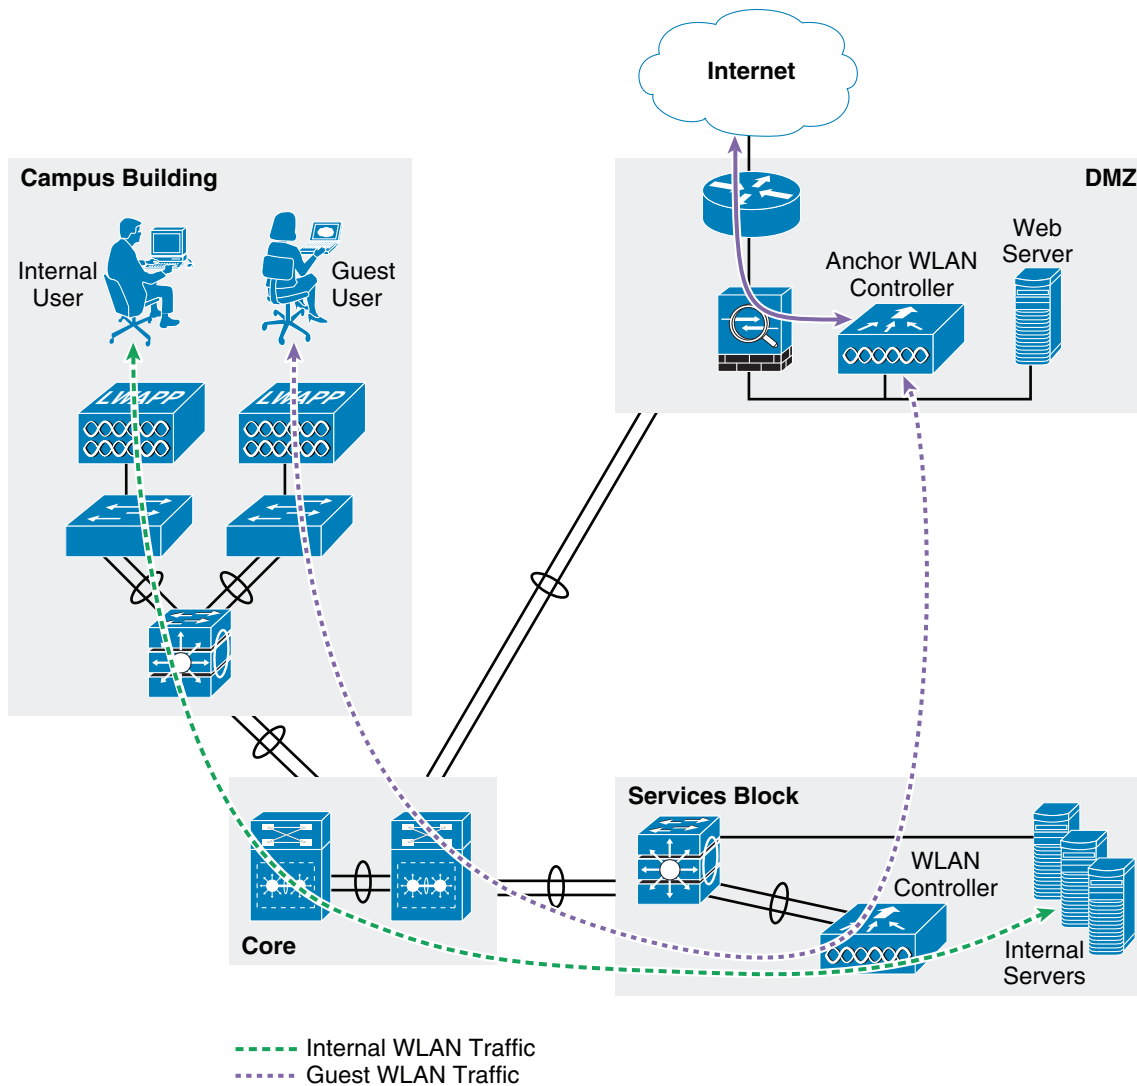 Internet
Campus Building
DMZ
Internal
User
Guest
User
Web
Server
Anchor WLAN
Controller
LWAPP
LWAPP
Services Block
WLAN
Controller
Core
Internal
Servers
Internal WLAN Traffic
Guest WLAN Traffic